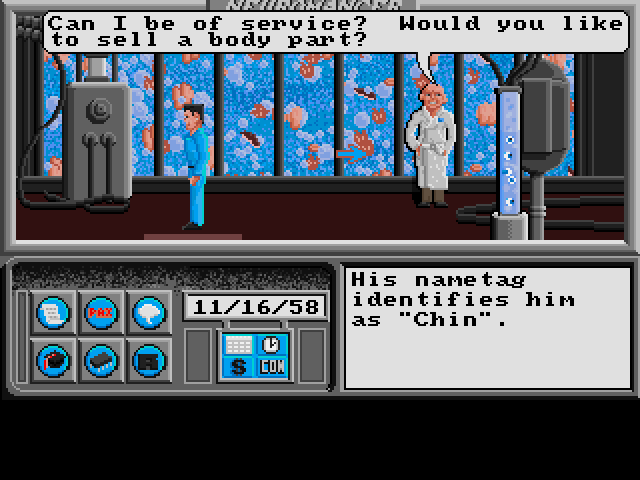 NEUROMANCER
Can I be of service?  Would you like
to sell a body part?
PAX
11/16/58
S
CON
R
His nametag
identifies him
as "Chin".